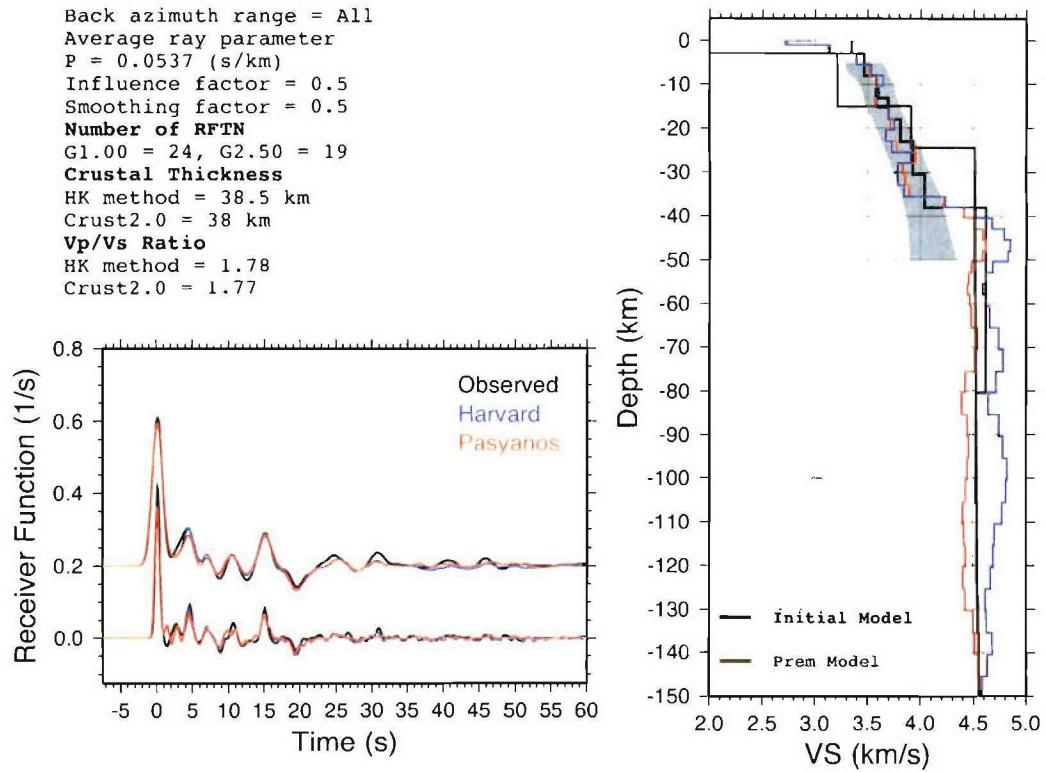 Back azimuth range = All
Average ray parameter
P = 0.0537 (s/km)
Influence factor = 0.5
Smoothing factor = 0.5
Number of RFTN
G1.00 = 24, G2.50 = 19
Crustal Thickness
HK method = 38.5 km
Crust2.0 = 38 km
Vp/Vs Ratio
HK method = 1.78
Crust2.0 = 1.77
Receiver Function (1/s)
0.8
0.6
0.4
0.2
0.0
Observed
Harvard
Pasyanos
-5 0 5 10 15 20 25 30 35 40 45 50 55 60
Time (s)
Depth (km)
0
-10
-20
-30
-40
-50
-60
-70
-80
-90
-100
-110
-120
-130
-140
-150
Initial Model
Prem Model
2.0 2.5 3.0 3.5 4.0 4.5 5.0
VS (km/s)